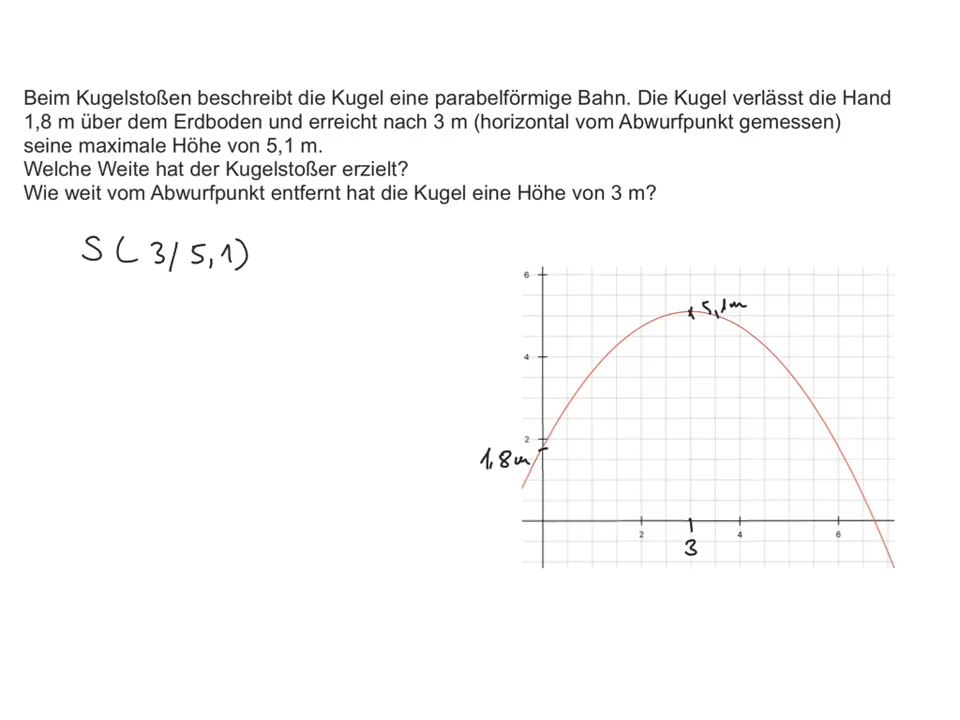 Beim Kugelstoßen beschreibt die Kugel eine parabelförmige Bahn. Die Kugel verlässt die Hand
1,8 m über dem Erdboden und erreicht nach 3 m (horizontal vom Abwurfpunkt gemessen)
seine maximale Höhe von 5,1 m.
Welche Weite hat der Kugelstoßer erzielt?
Wie weit vom Abwurfpunkt entfernt hat die Kugel eine Höhe von 3 m?
S ( 3 / 5,1)
6
5,1m
4
2
1,8m
2
4
6
3